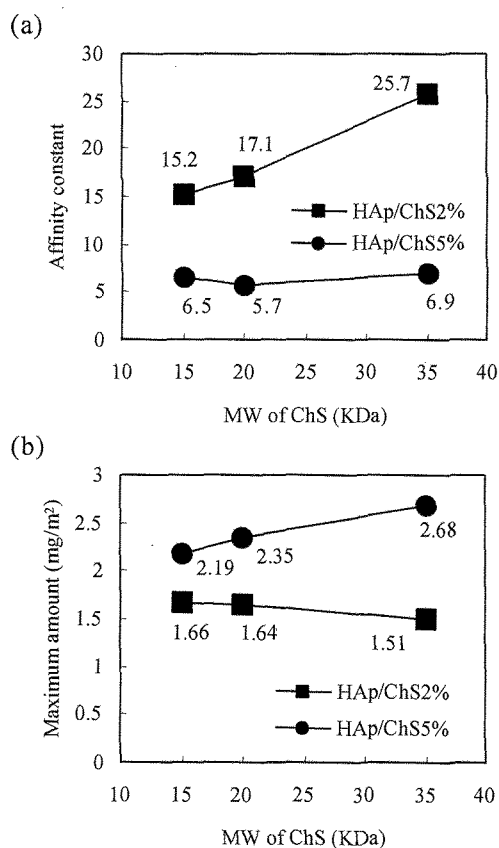 (a)
30
25
20
15
10
5
0
Affinity constant
15.2
17.1
25.7
HAp/ChS2%
HAp/ChS5%
6.5
5.7
6.9
10 15 20 25 30 35 40
MW of ChS (KDa)
(b)
3
2.5
2
1.5
1
0.5
0
Maximum amount (mg/m²)
2.19
2.35
2.68
1.66
1.64
1.51
HAp/ChS2%
HAp/ChS5%
10 15 20 25 30 35 40
MW of ChS (KDa)